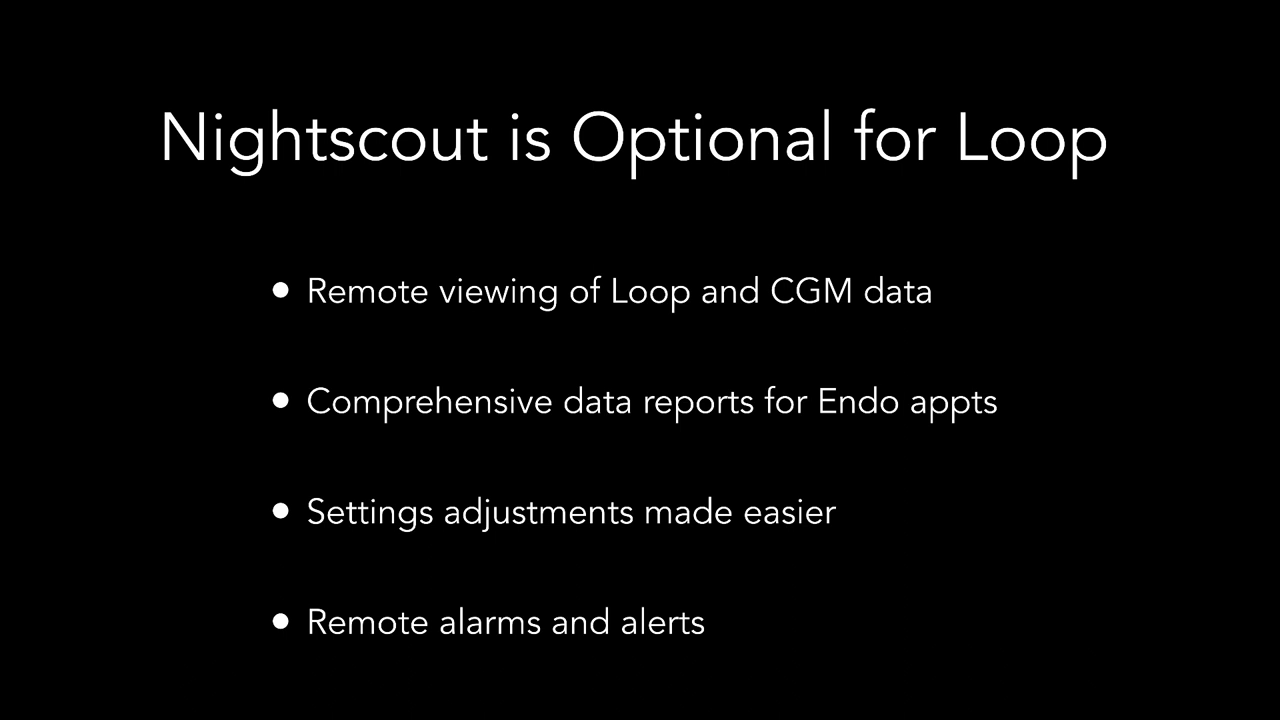 Nightscout is Optional for Loop
• Remote viewing of Loop and CGM data
• Comprehensive data reports for Endo appts
• Settings adjustments made easier
• Remote alarms and alerts